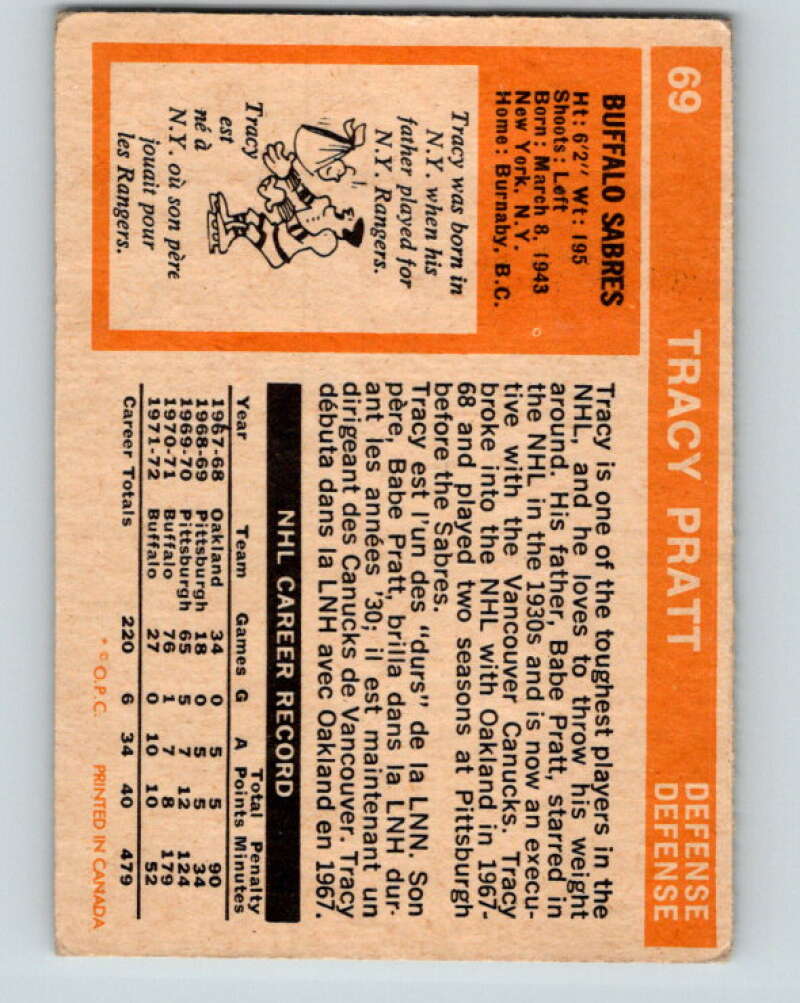 69 TRACY PRATT DEFENSE
DEFENSE
BUFFALO SABRES
Ht: 6'2" Wt: 195
Shoots: Left
Born: March 8, 1943
New York, N.Y.
Home: Burnaby, B.C.
Tracy was born in
N.Y. when his
father played for
N.Y. Rangers.
Tracy
est
né à
N.Y. où son père
jouait pour
les Rangers.
Tracy is one of the toughest players in the
NHL, and he loves to throw his weight
around. His father, Babe Pratt, starred in
the NHL in the 1930s and is now an execu-
tive with the Vancouver Canucks. Tracy
broke into the NHL with Oakland in 1967-
68 and played two seasons at Pittsburgh
before the Sabres.
Tracy est l'un des "durs" de la LNN. Son
père, Babe Pratt, brilla dans la LNH dur-
ant les années '30; il est maintenant un
dirigeant des Canucks de Vancouver. Tracy
débuta dans la LNH avec Oakland en 1967.
NHL CAREER RECORD
Total Penalty
Year Team Games G A Points Minutes
1967-68 Oakland 34 0 5 5 90
1968-69 Pittsburgh 18 0 5 5 34
1969-70 Pittsburgh 65 5 7 12 124
1970-71 Buffalo 76 1 7 8 179
1971-72 Buffalo 27 0 10 10 52
Career Totals 220 6 34 40 479
* © O.P.C. PRINTED IN CANADA